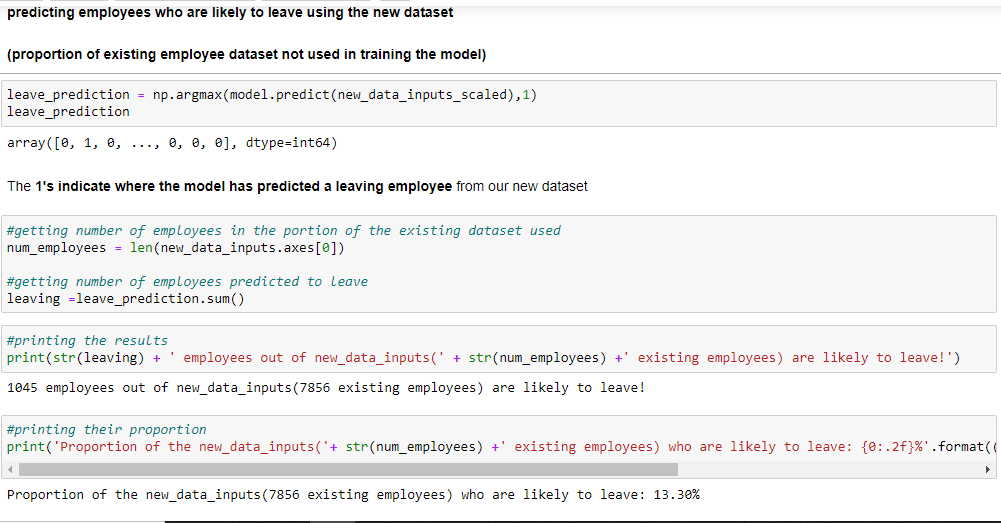 predicting employees who are likely to leave using the new dataset
(proportion of existing employee dataset not used in training the model)
leave_prediction = np.argmax(model.predict(new_data_inputs_scaled),1)
leave_prediction
array([0, 1, 0, ..., 0, 0, 0], dtype=int64)
The 1's indicate where the model has predicted a leaving employee from our new dataset
#getting number of employees in the portion of the existing dataset used
num_employees = len(new_data_inputs.axes[0])
#getting number of employees predicted to leave
leaving =leave_prediction.sum()
#printing the results
print(str(leaving) + ' employees out of new_data_inputs(' + str(num_employees) +' existing employees) are likely to leave!')
1045 employees out of new_data_inputs(7856 existing employees) are likely to leave!
#printing their proportion
print('Proportion of the new_data_inputs('+ str(num_employees) +' existing employees) who are likely to leave: {0:.2f}%'.format((
Proportion of the new_data_inputs(7856 existing employees) who are likely to leave: 13.30%